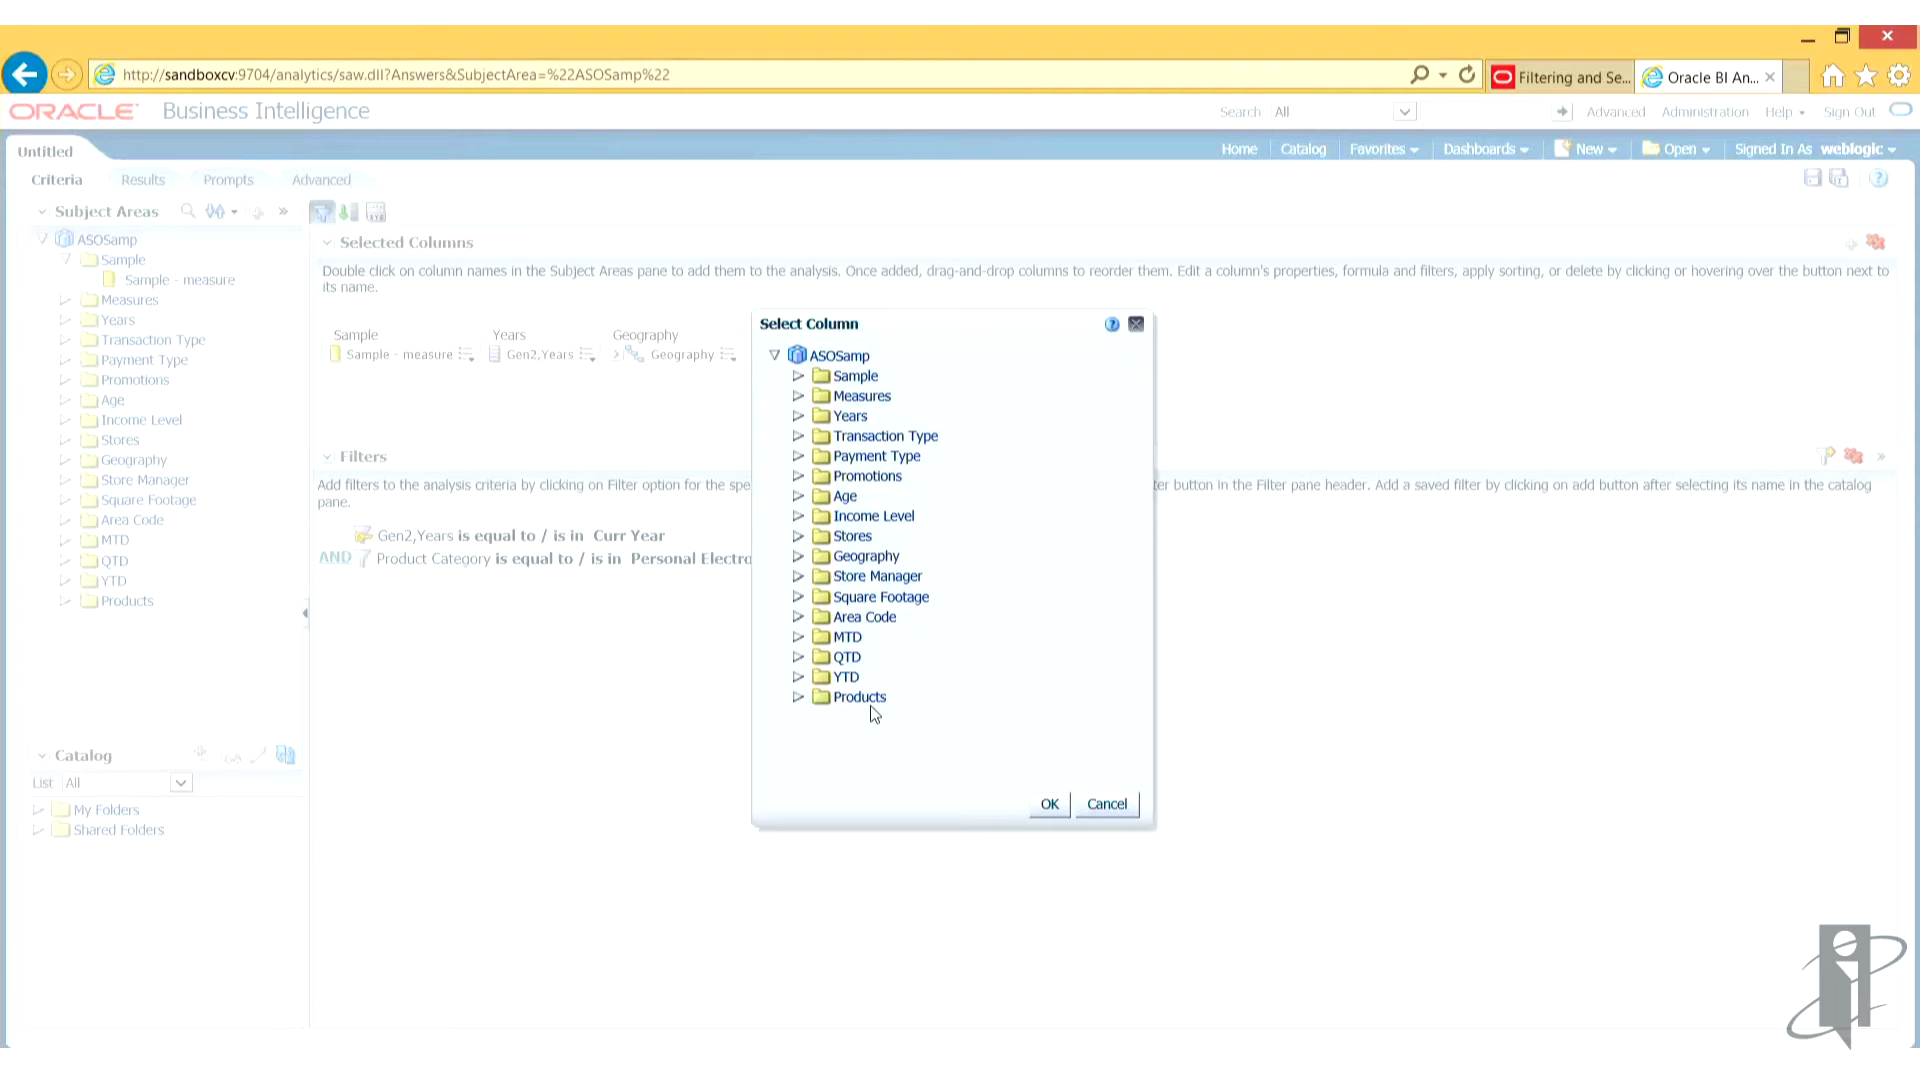 http://sandboxcv:9704/analytics/saw.dll?Answers&SubjectArea=%22ASOSamp%22
Filtering and Se...
Oracle BI An...
ORACLE Business Intelligence
Search All
Advanced Administration Help Sign Out
Untitled
Home Catalog Favorites Dashboards New Open Signed In As weblogic
Criteria Results Prompts Advanced
Subject Areas
ASOSamp
Sample
Sample - measure
Measures
Years
Transaction Type
Payment Type
Promotions
Age
Income Level
Stores
Geography
Store Manager
Square Footage
Area Code
MTD
QTD
YTD
Products
Catalog
List All
My Folders
Shared Folders
Selected Columns
Double click on column names in the Subject Areas pane to add them to the analysis. Once added, drag-and-drop columns to reorder them. Edit a column's properties, formula and filters, apply sorting, or delete by clicking or hovering over the button next to
its name.
Sample Years Geography
Sample - measure Gen2,Years Geography
Filters
Add filters to the analysis criteria by clicking on Filter option for the spe
ter button in the Filter pane header. Add a saved filter by clicking on add button after selecting its name in the catalog
pane.
Gen2,Years is equal to / is in Curr Year
AND Product Category is equal to / is in Personal Electro
Select Column
ASOSamp
Sample
Measures
Years
Transaction Type
Payment Type
Promotions
Age
Income Level
Stores
Geography
Store Manager
Square Footage
Area Code
MTD
QTD
YTD
Products
OK Cancel